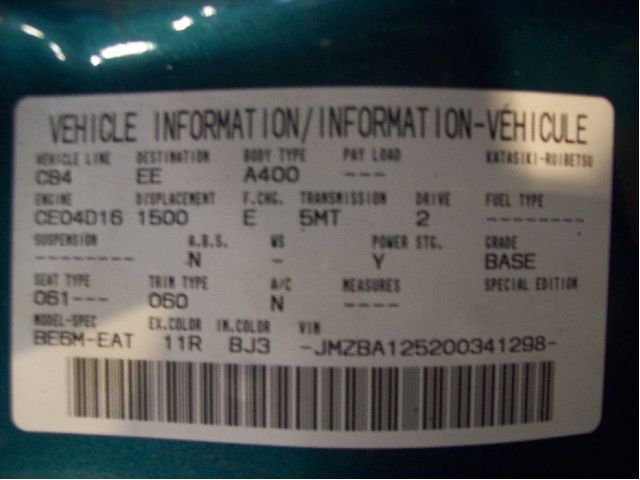 VEHICLE INFORMATION/INFORMATION-VÉHICULE
VEHICLE LINE DESTINATION BODY TYPE PAY LOAD KATASIKI-RUIBETSU
CB4 EE A400 ---
ENGINE DISPLACEMENT F.CHG. TRANSMISSION DRIVE FUEL TYPE
CE04D16 1500 E 5MT 2 -------
SUSPENSION A.B.S. WS POWER STG. GRADE
-------- N - Y BASE
SEAT TYPE TRIM TYPE A/C MEASURES SPECIAL EDITION
061--- 060 N ----
MODEL-SPEC EX.COLOR IN.COLOR VIN
BE6M-EAT 11R BJ3 -JMZBA125200341298-